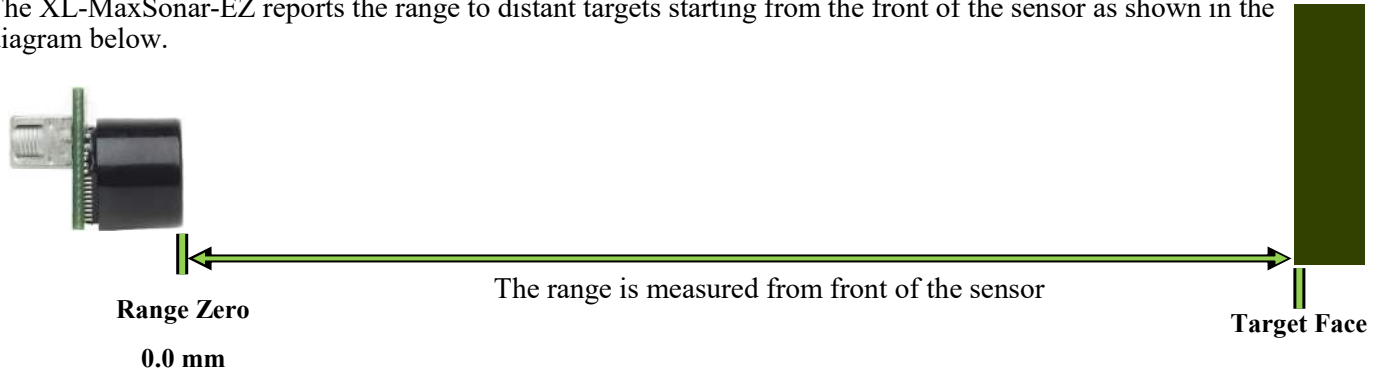 he XL-MaxSonar-EZ reports the range to distant targets starting from the front of the sensor as shown in the
iagram below.
The range is measured from front of the sensor
Range Zero
Target Face
0.0 mm